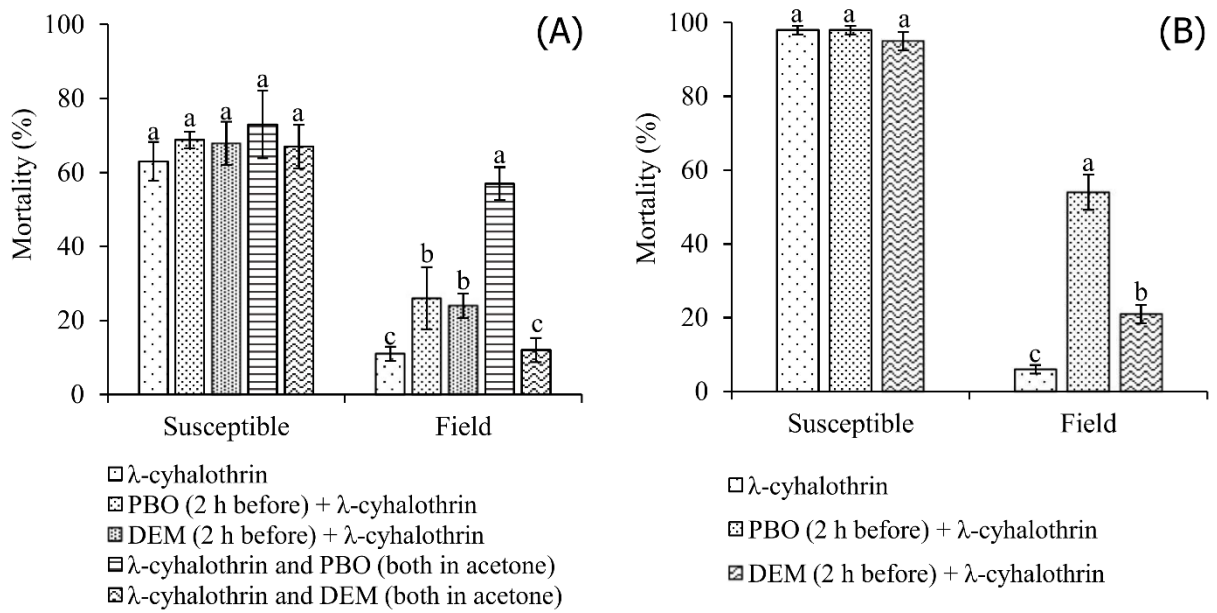 (A)
Mortality (%)
100
80
60
40
20
0
a
a
a
a
a
c
b
b
a
c
Susceptible
Field
λ-cyhalothrin
PBO (2 h before) + λ-cyhalothrin
DEM (2 h before) + λ-cyhalothrin
λ-cyhalothrin and PBO (both in acetone)
λ-cyhalothrin and DEM (both in acetone)
(B)
Mortality (%)
100
80
60
40
20
0
a
a
a
c
a
b
Susceptible
Field
λ-cyhalothrin
PBO (2 h before) + λ-cyhalothrin
DEM (2 h before) + λ-cyhalothrin